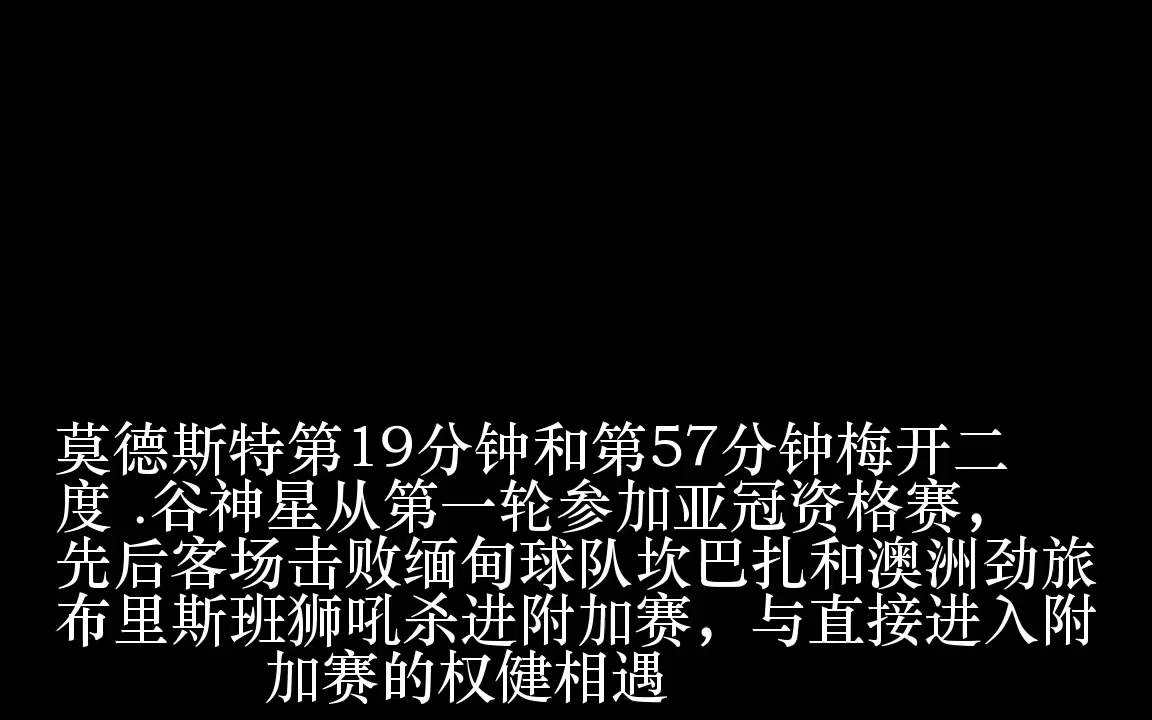 莫德斯特第19分钟和第57分钟梅开二
度 .谷神星从第一轮参加亚冠资格赛，
先后客场击败缅甸球队坎巴扎和澳洲劲旅
布里斯班狮吼杀进附加赛，与直接进入附
加赛的权健相遇